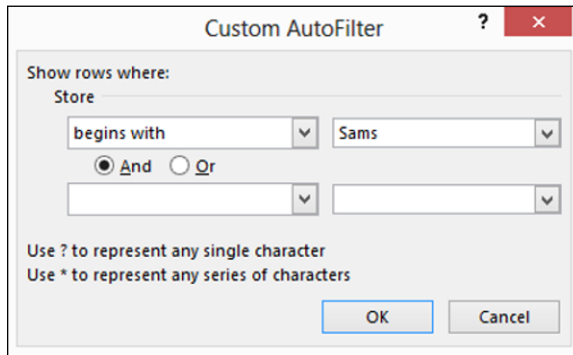 Custom AutoFilter ?
Show rows where:
Store
begins with Sams
And Or
Use ? to represent any single character
Use * to represent any series of characters
OK Cancel